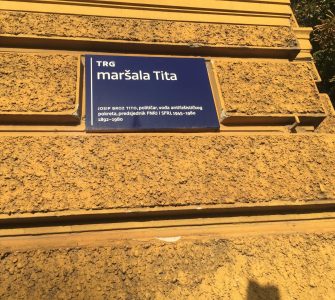 TRG
maršala Tita
JOSIP BROZ TITO, političar, vođa antifašističkog
pokreta, predsjednik FNRJ i SFRJ, 1945–1980
1892–1980